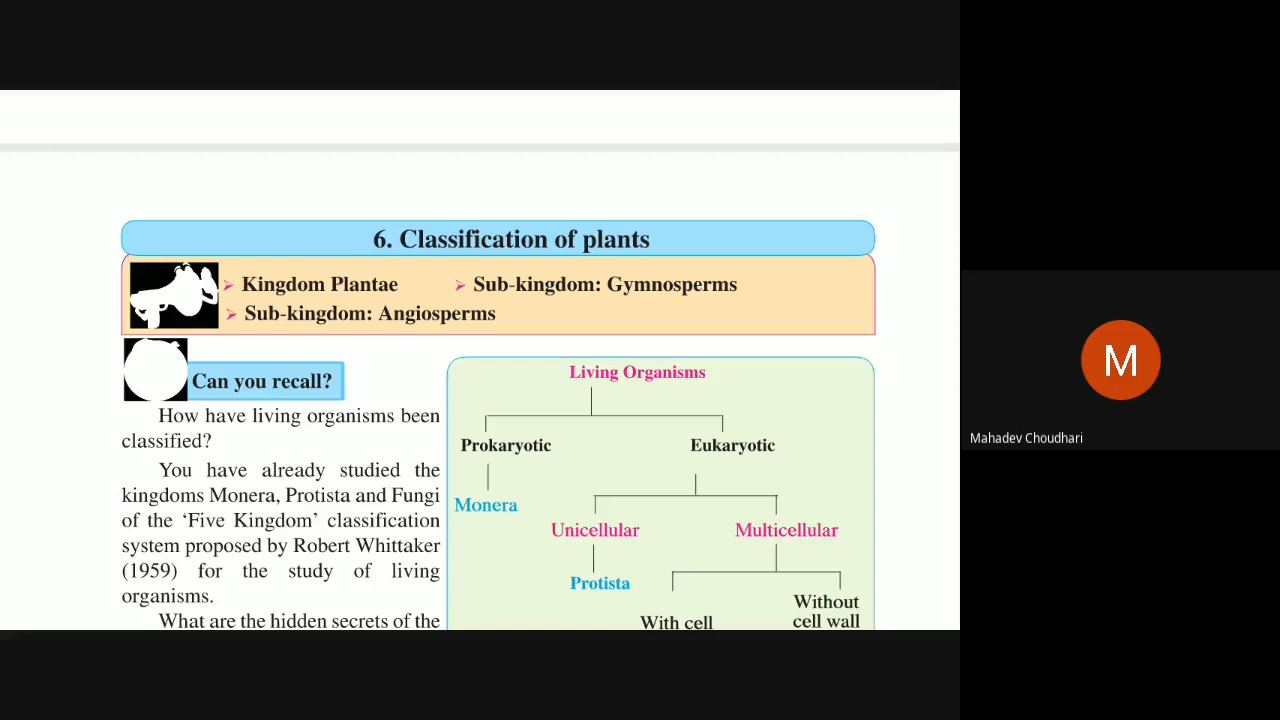 6. Classification of plants
➢ Kingdom Plantae ➢ Sub-kingdom: Gymnosperms
➢ Sub-kingdom: Angiosperms
Can you recall?
How have living organisms been
classified?
You have already studied the
kingdoms Monera, Protista and Fungi
of the ‘Five Kingdom’ classification
system proposed by Robert Whittaker
(1959) for the study of living
organisms.
What are the hidden secrets of the
Living Organisms
Prokaryotic Eukaryotic
Monera
Unicellular Multicellular
Protista
Without
With cell cell wall
M
Mahadev Choudhari